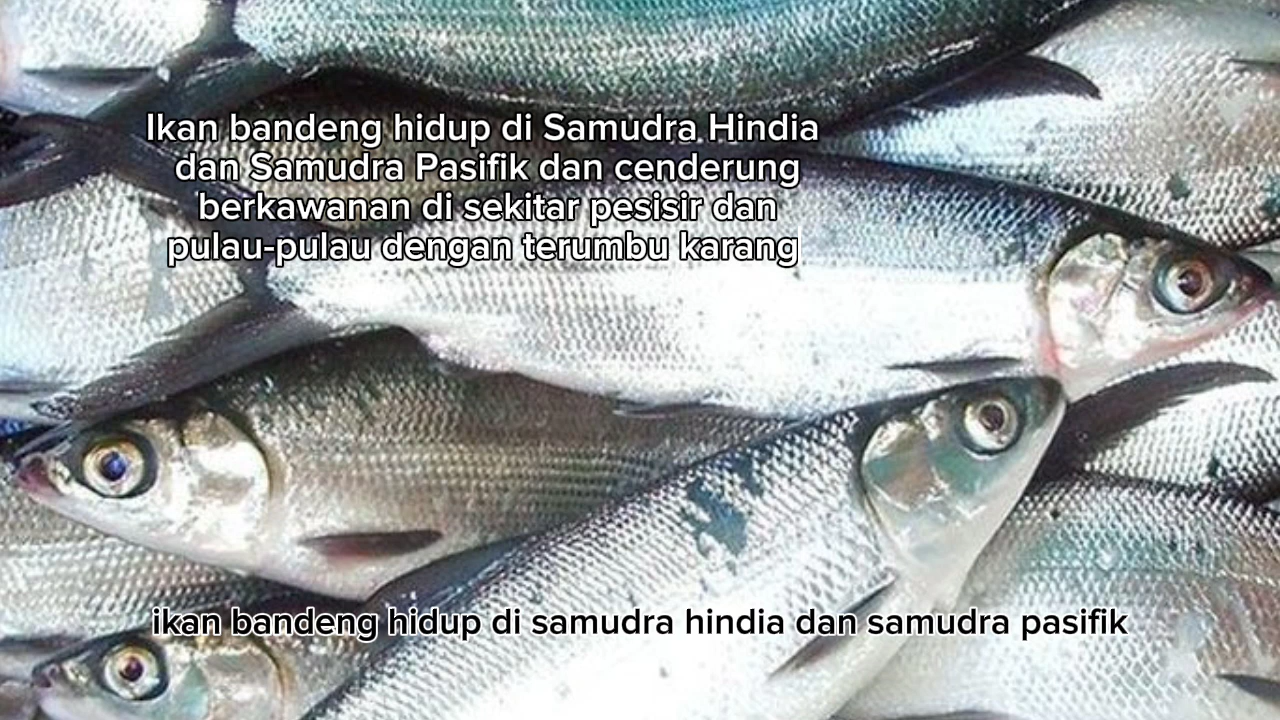 Ikan bandeng hidup di Samudra Hindia
dan Samudra Pasifik dan cenderung
berkawanan di sekitar pesisir dan
pulau-pulau dengan terumbu karang
ikan bandeng hidup di samudra hindia dan samudra pasifik